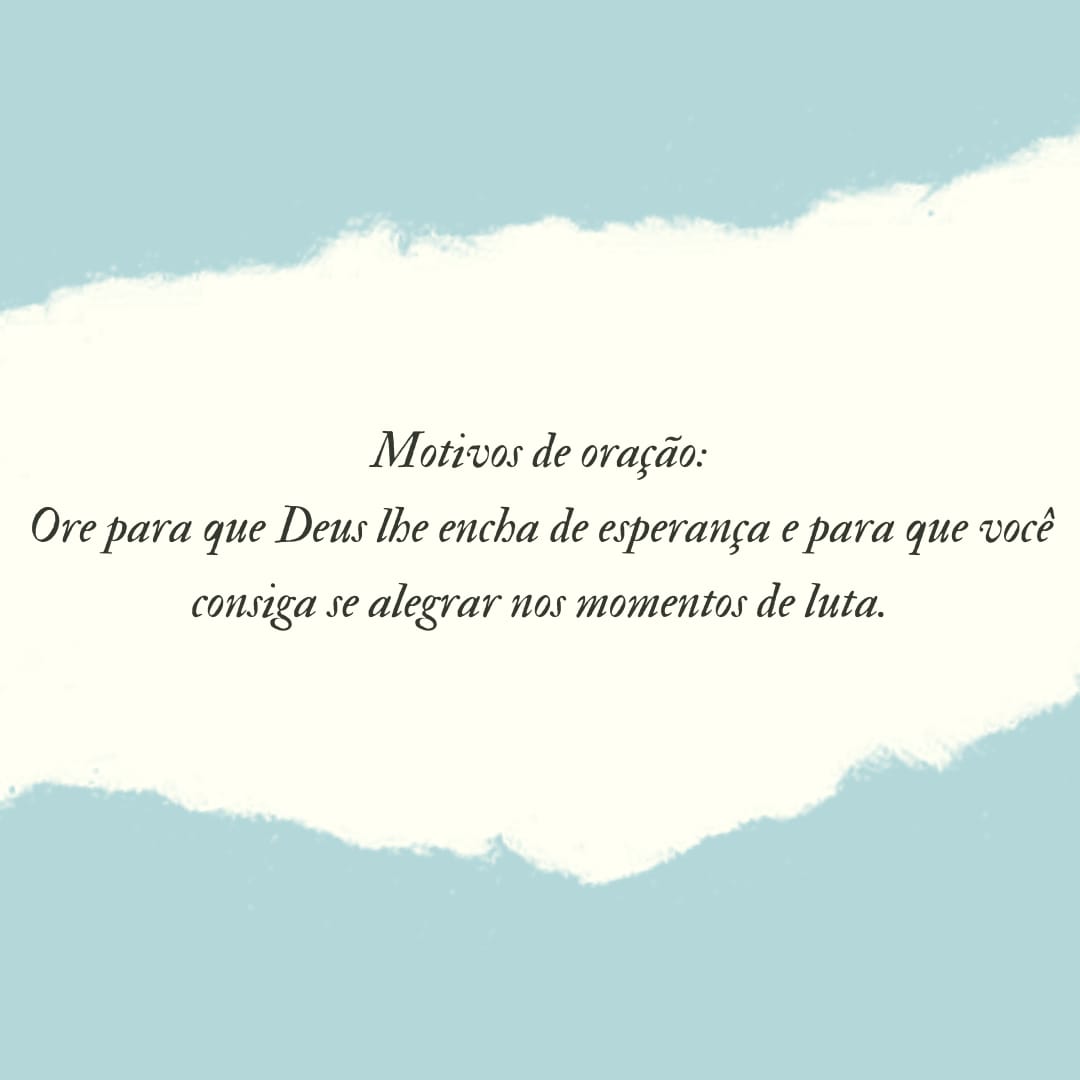 Motivos de oração:
Ore para que Deus lhe encha de esperança e para que você
consiga se alegrar nos momentos de luta.